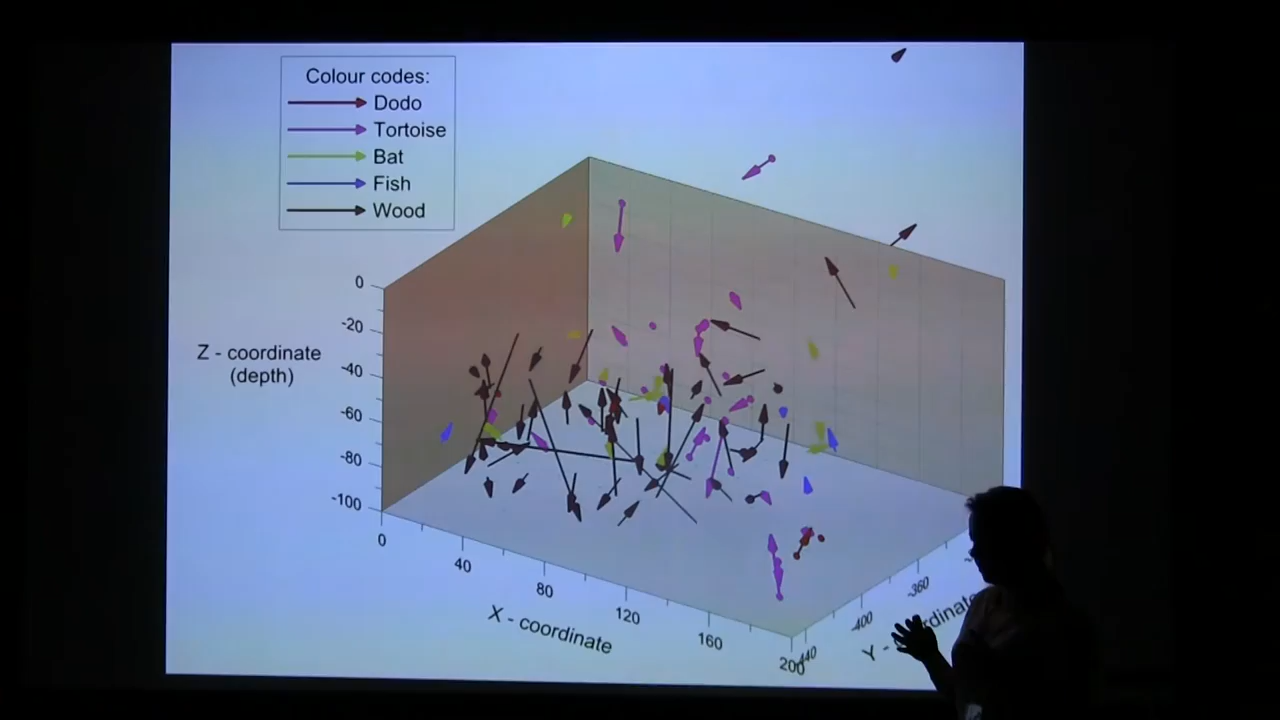 Colour codes:
Dodo
Tortoise
Bat
Fish
Wood
Z - coordinate
(depth)
0
-20
-40
-60
-80
-100
0
40
80
120
160
200
X - coordinate
-440
-400
-360
Y -